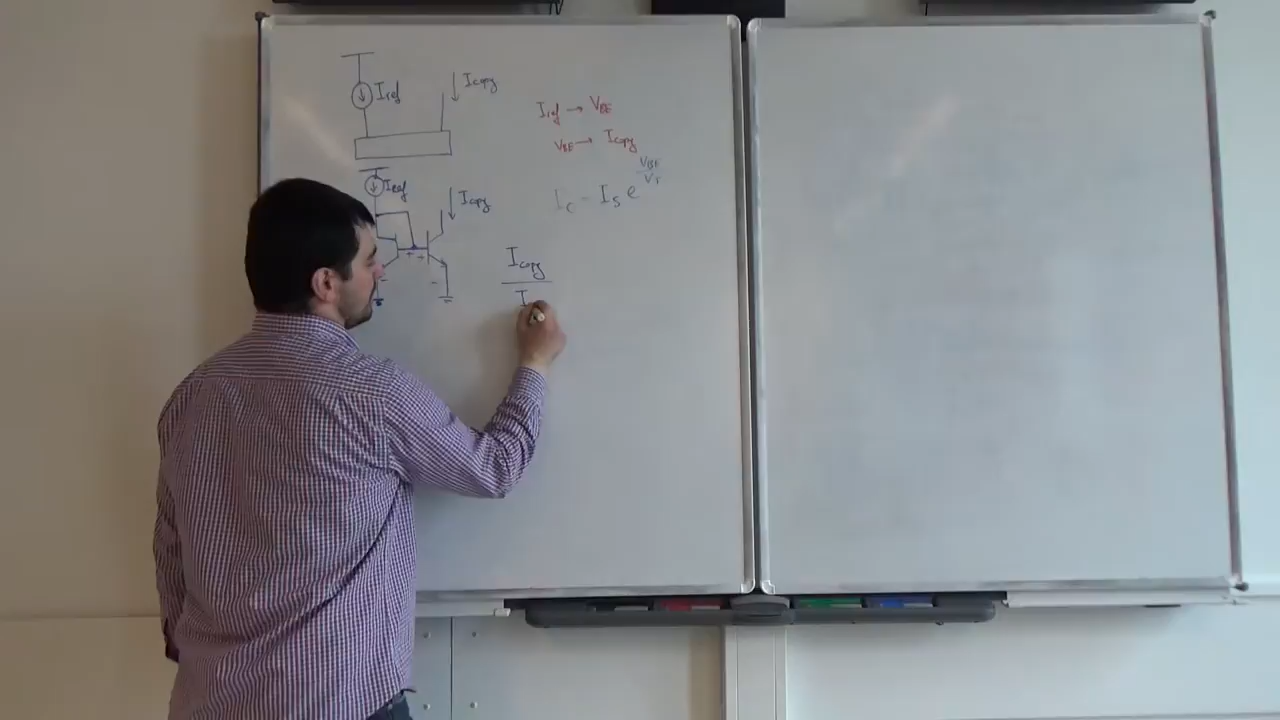 Iref
Icopy
Iref → VBE
VBE → Icopy
Iref
Icopy
IC = IS e^VBE/VT
+ +
- -
Icopy
I